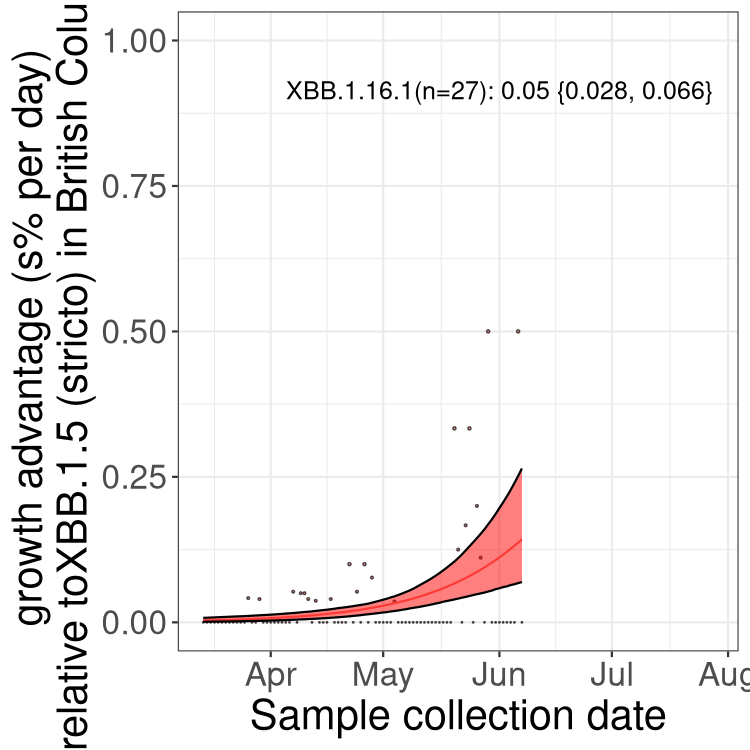 growth advantage (s% per day)
relative toXBB.1.5 (stricto) in British Colu
1.00
0.75
0.50
0.25
0.00
XBB.1.16.1(n=27): 0.05 {0.028, 0.066}
Apr May Jun Jul Aug
Sample collection date